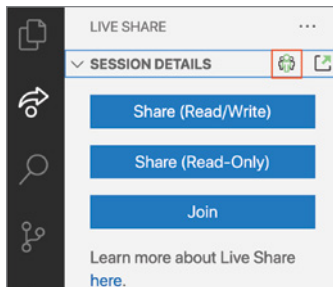 LIVE SHARE
SESSION DETAILS
Share (Read/Write)
Share (Read-Only)
Join
Learn more about Live Share
here.